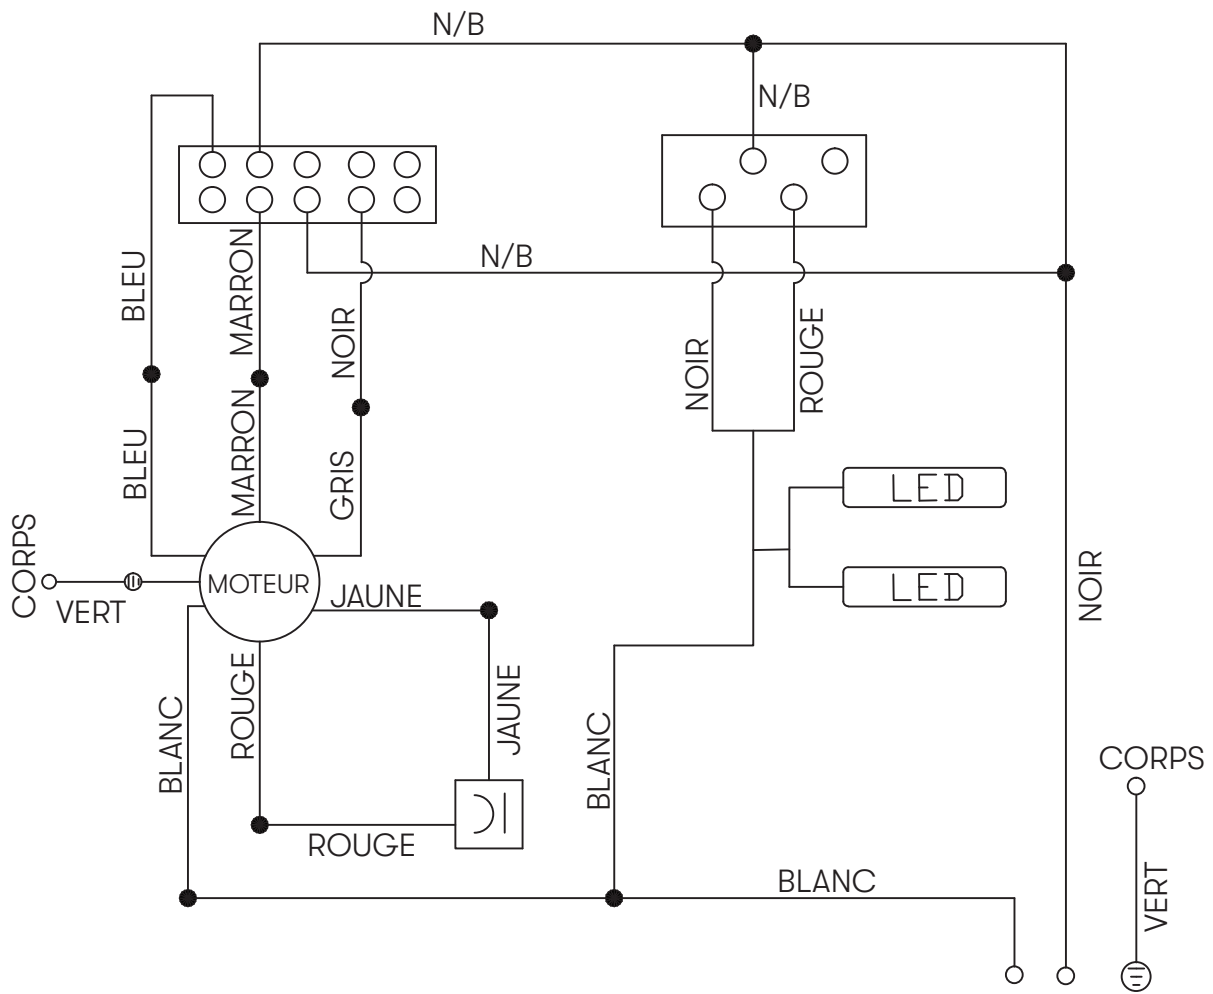 N/B
N/B
BLEU
MARRON
N/B
NOIR
NOIR
ROUGE
BLEU
MARRON
GRIS
LED
CORPS
MOTEUR
LED
VERT
JAUNE
NOIR
ROUGE
JAUNE
BLANC
BLANC
CORPS
ROUGE
BLANC
VERT